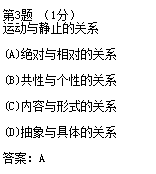 第3题 （1分）
运动与静止的关系
(A)绝对与相对的关系
(B)共性与个性的关系
(C)内容与形式的关系
(D)抽象与具体的关系
答案：A